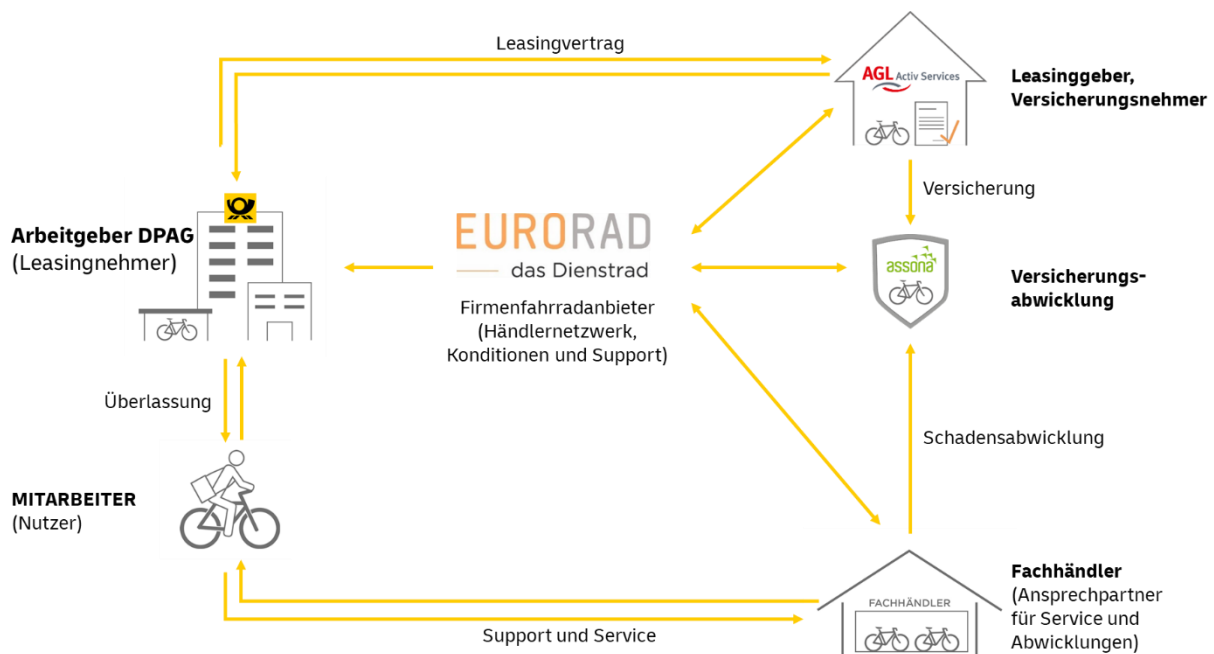 Leasingvertrag
AGL Activ Services
Leasinggeber,
Versicherungsnehmer
Versicherung
Arbeitgeber DPAG
(Leasingnehmer)
EURORAD
das Dienstrad
Firmenfahrradanbieter
(Händlernetzwerk,
Konditionen und Support)
assona
Versicherungs-
abwicklung
Überlassung
Schadensabwicklung
MITARBEITER
(Nutzer)
Fachhändler
(Ansprechpartner
für Service und
Abwicklungen)
FACHHÄNDLER
Support und Service